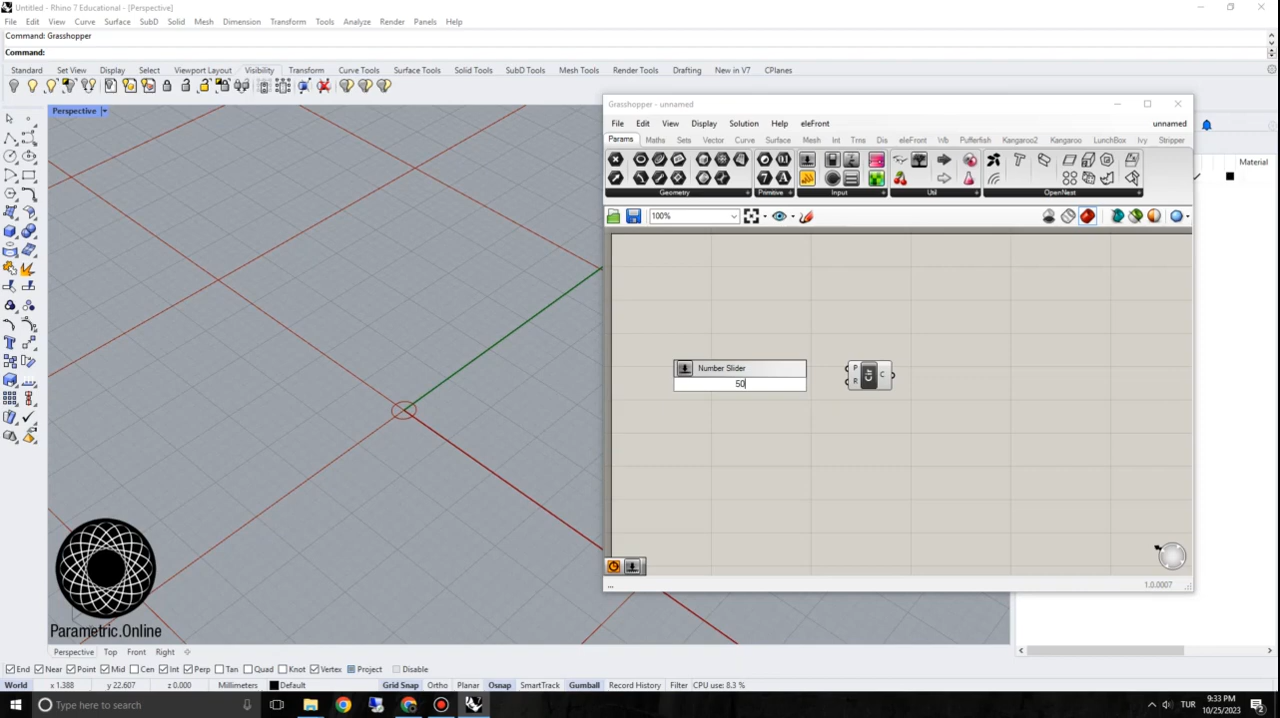 Untitled - Rhino 7 Educational - [Perspective]
File Edit View Curve Surface SubD Solid Mesh Dimension Transform Tools Analyze Render Panels Help
Command: Grasshopper
Command:
Standard Set View Display Select Viewport Layout Visibility Transform Curve Tools Surface Tools Solid Tools SubD Tools Mesh Tools Render Tools Drafting New in V7 CPlanes
Perspective
Grasshopper - unnamed
File Edit View Display Solution Help eleFront unnamed
Params Maths Sets Vector Curve Surface Mesh Int Trns Dis eleFront Vrb Pufferfish Kangaroo2 Kangaroo LunchBox Ivy Stripper
Geometry Primitive Input Util OpenNest
100%
Material
Number Slider
50
P
R
Cir
C
...
1.0.0007
Parametric.Online
Perspective Top Front Right
End Near Point Mid Cen Int Perp Tan Quad Knot Vertex Project Disable
World x 1.388 y 22.607 z 0.000 Millimeters Default Grid Snap Ortho Planar Osnap SmartTrack Gumball Record History Filter CPU use: 8.3 %
Type here to search
TUR
9:33 PM
10/25/2023
2